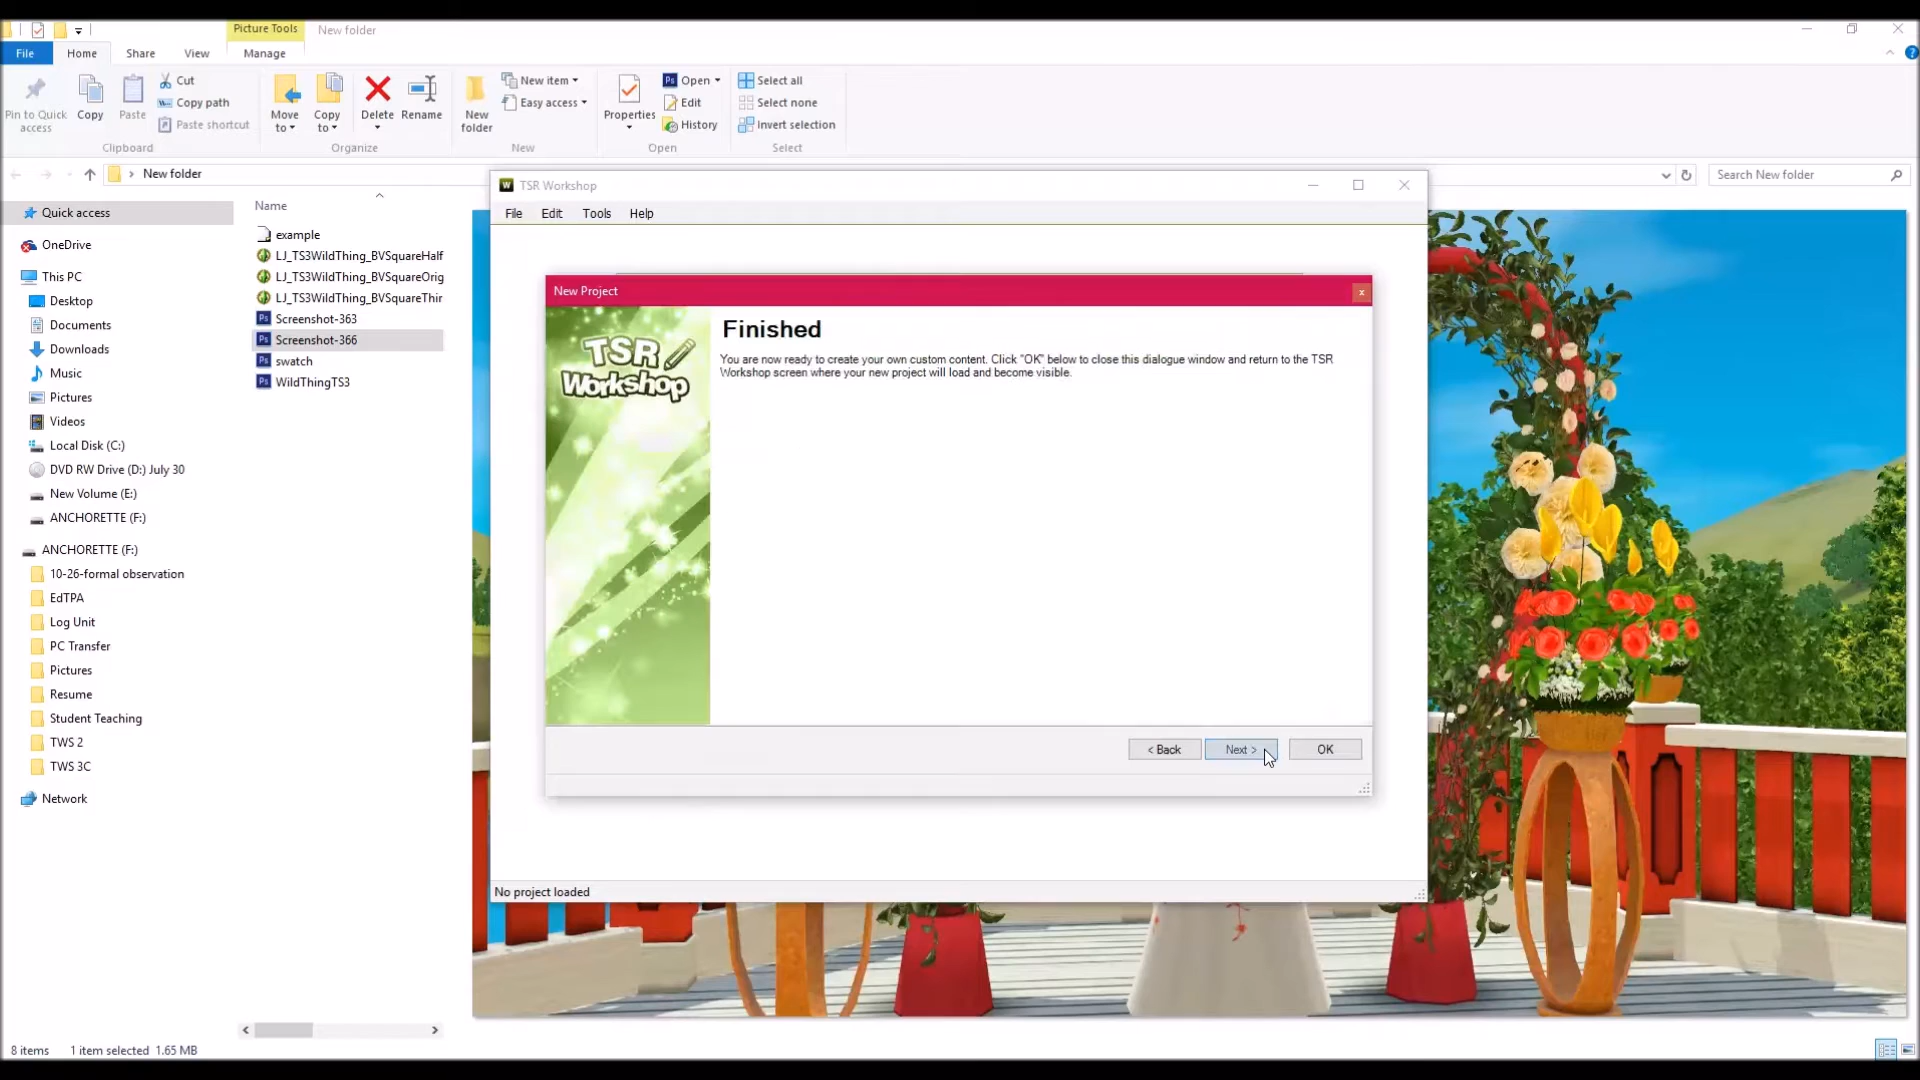 Picture Tools
New folder
File
Home
Share
View
Manage
Pin to Quick access
Copy
Paste
Cut
Copy path
Paste shortcut
Clipboard
Move to
Copy to
Delete
Rename
Organize
New folder
New item
Easy access
New
Properties
Open
Edit
History
Open
Select all
Select none
Invert selection
Select
New folder
Search New folder
Quick access
OneDrive
This PC
Desktop
Documents
Downloads
Music
Pictures
Videos
Local Disk (C:)
DVD RW Drive (D:) July 30
New Volume (E:)
ANCHORETTE (F:)
ANCHORETTE (F:)
10-26-formal observation
EdTPA
Log Unit
PC Transfer
Pictures
Resume
Student Teaching
TWS 2
TWS 3C
Network
Name
example
LJ_TS3WildThing_BVSquareHalf
LJ_TS3WildThing_BVSquareOrig
LJ_TS3WildThing_BVSquareThir
Screenshot-363
Screenshot-366
swatch
WildThingTS3
TSR Workshop
File
Edit
Tools
Help
New Project
TSR
Workshop
Finished
You are now ready to create your own custom content. Click "OK" below to close this dialogue window and return to the TSR
Workshop screen where your new project will load and become visible.
< Back
Next >
OK
No project loaded
8 items
1 item selected 1.65 MB